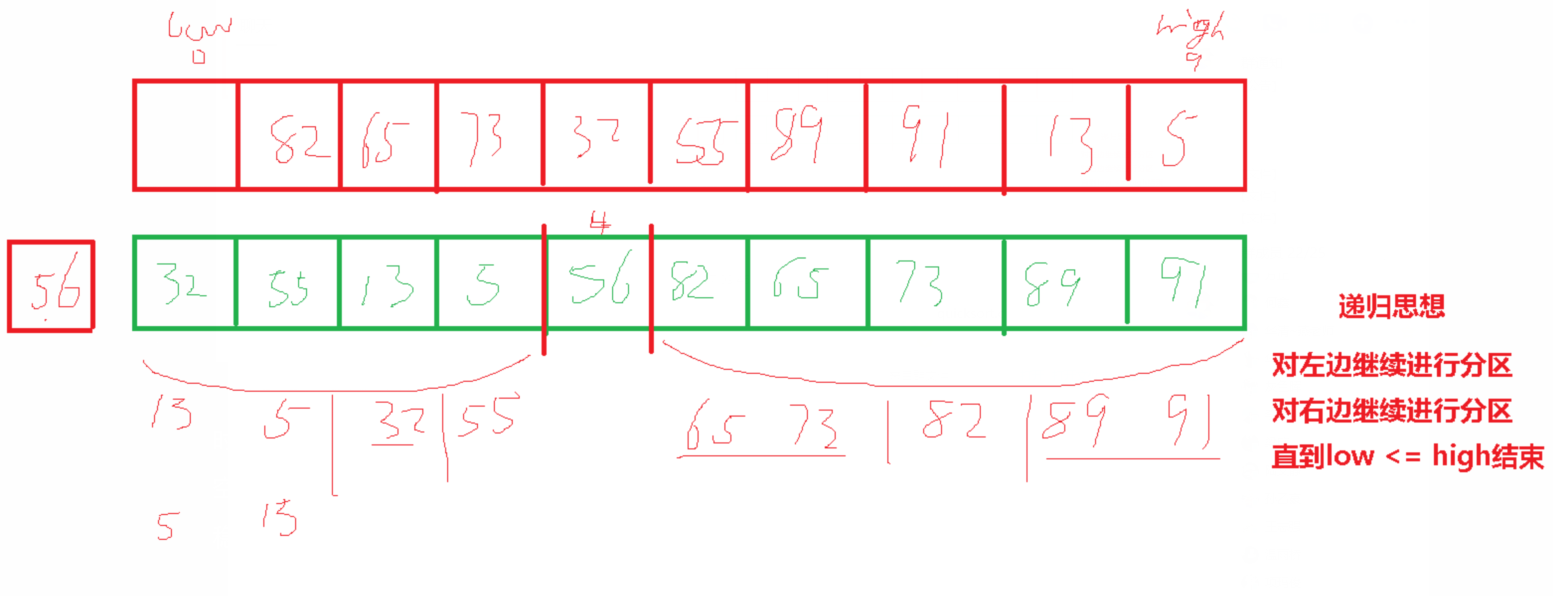 low high
0 9
82 65 73 32 55 89 91 13 5
4
56 32 55 13 5 56 82 65 73 89 91
递归思想
对左边继续进行分区
13 5 32 55 65 73 82 89 91 对右边继续进行分区
直到low <= high结束
5 13